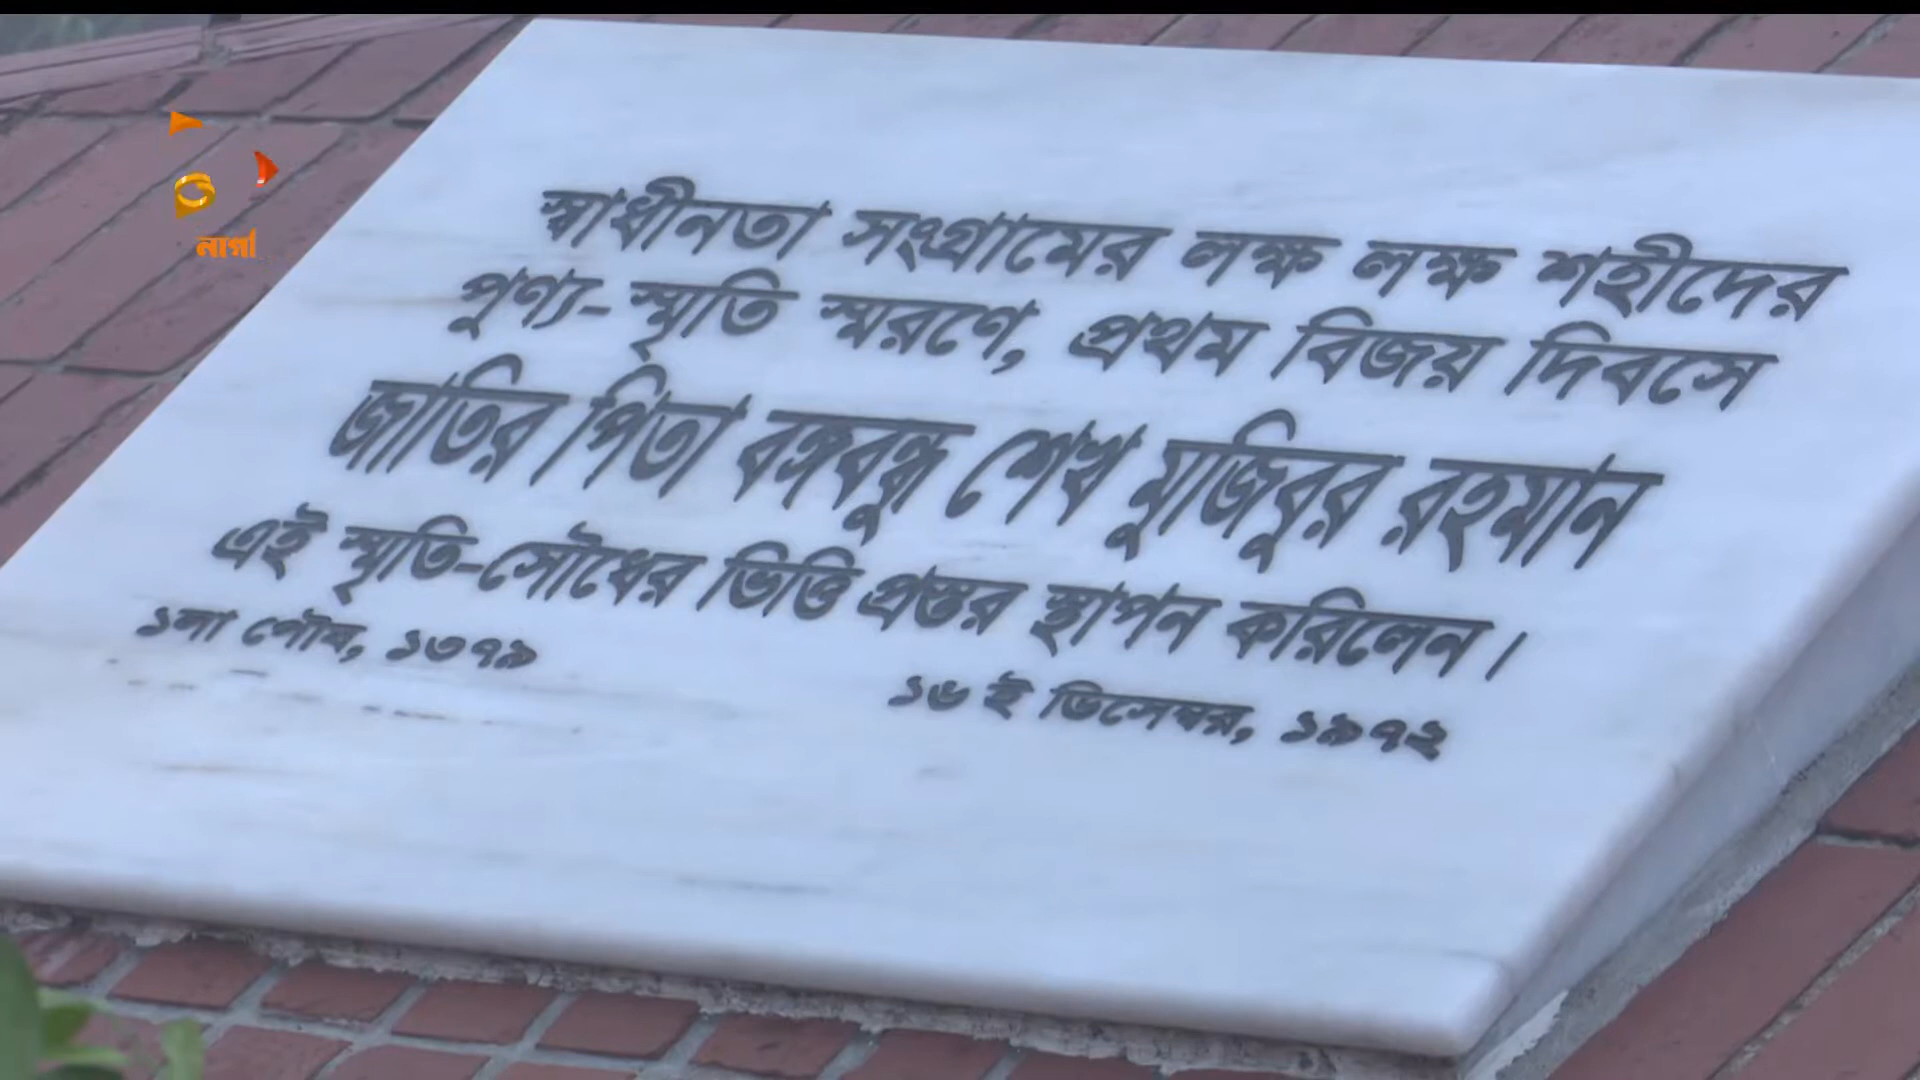 স্বাধীনতা সংগ্রামের লক্ষ লক্ষ শহীদের
পুণ্য-স্মৃতি স্মরণে, প্রথম বিজয় দিবসে
জাতির পিতা বঙ্গবন্ধু শেখ মুজিবুর রহমান
এই স্মৃতি-সৌধের ভিত্তি প্রস্তর স্থাপন করিলেন।
১লা পৌষ, ১৩৭৯
১৬ ই ডিসেম্বর, ১৯৭২